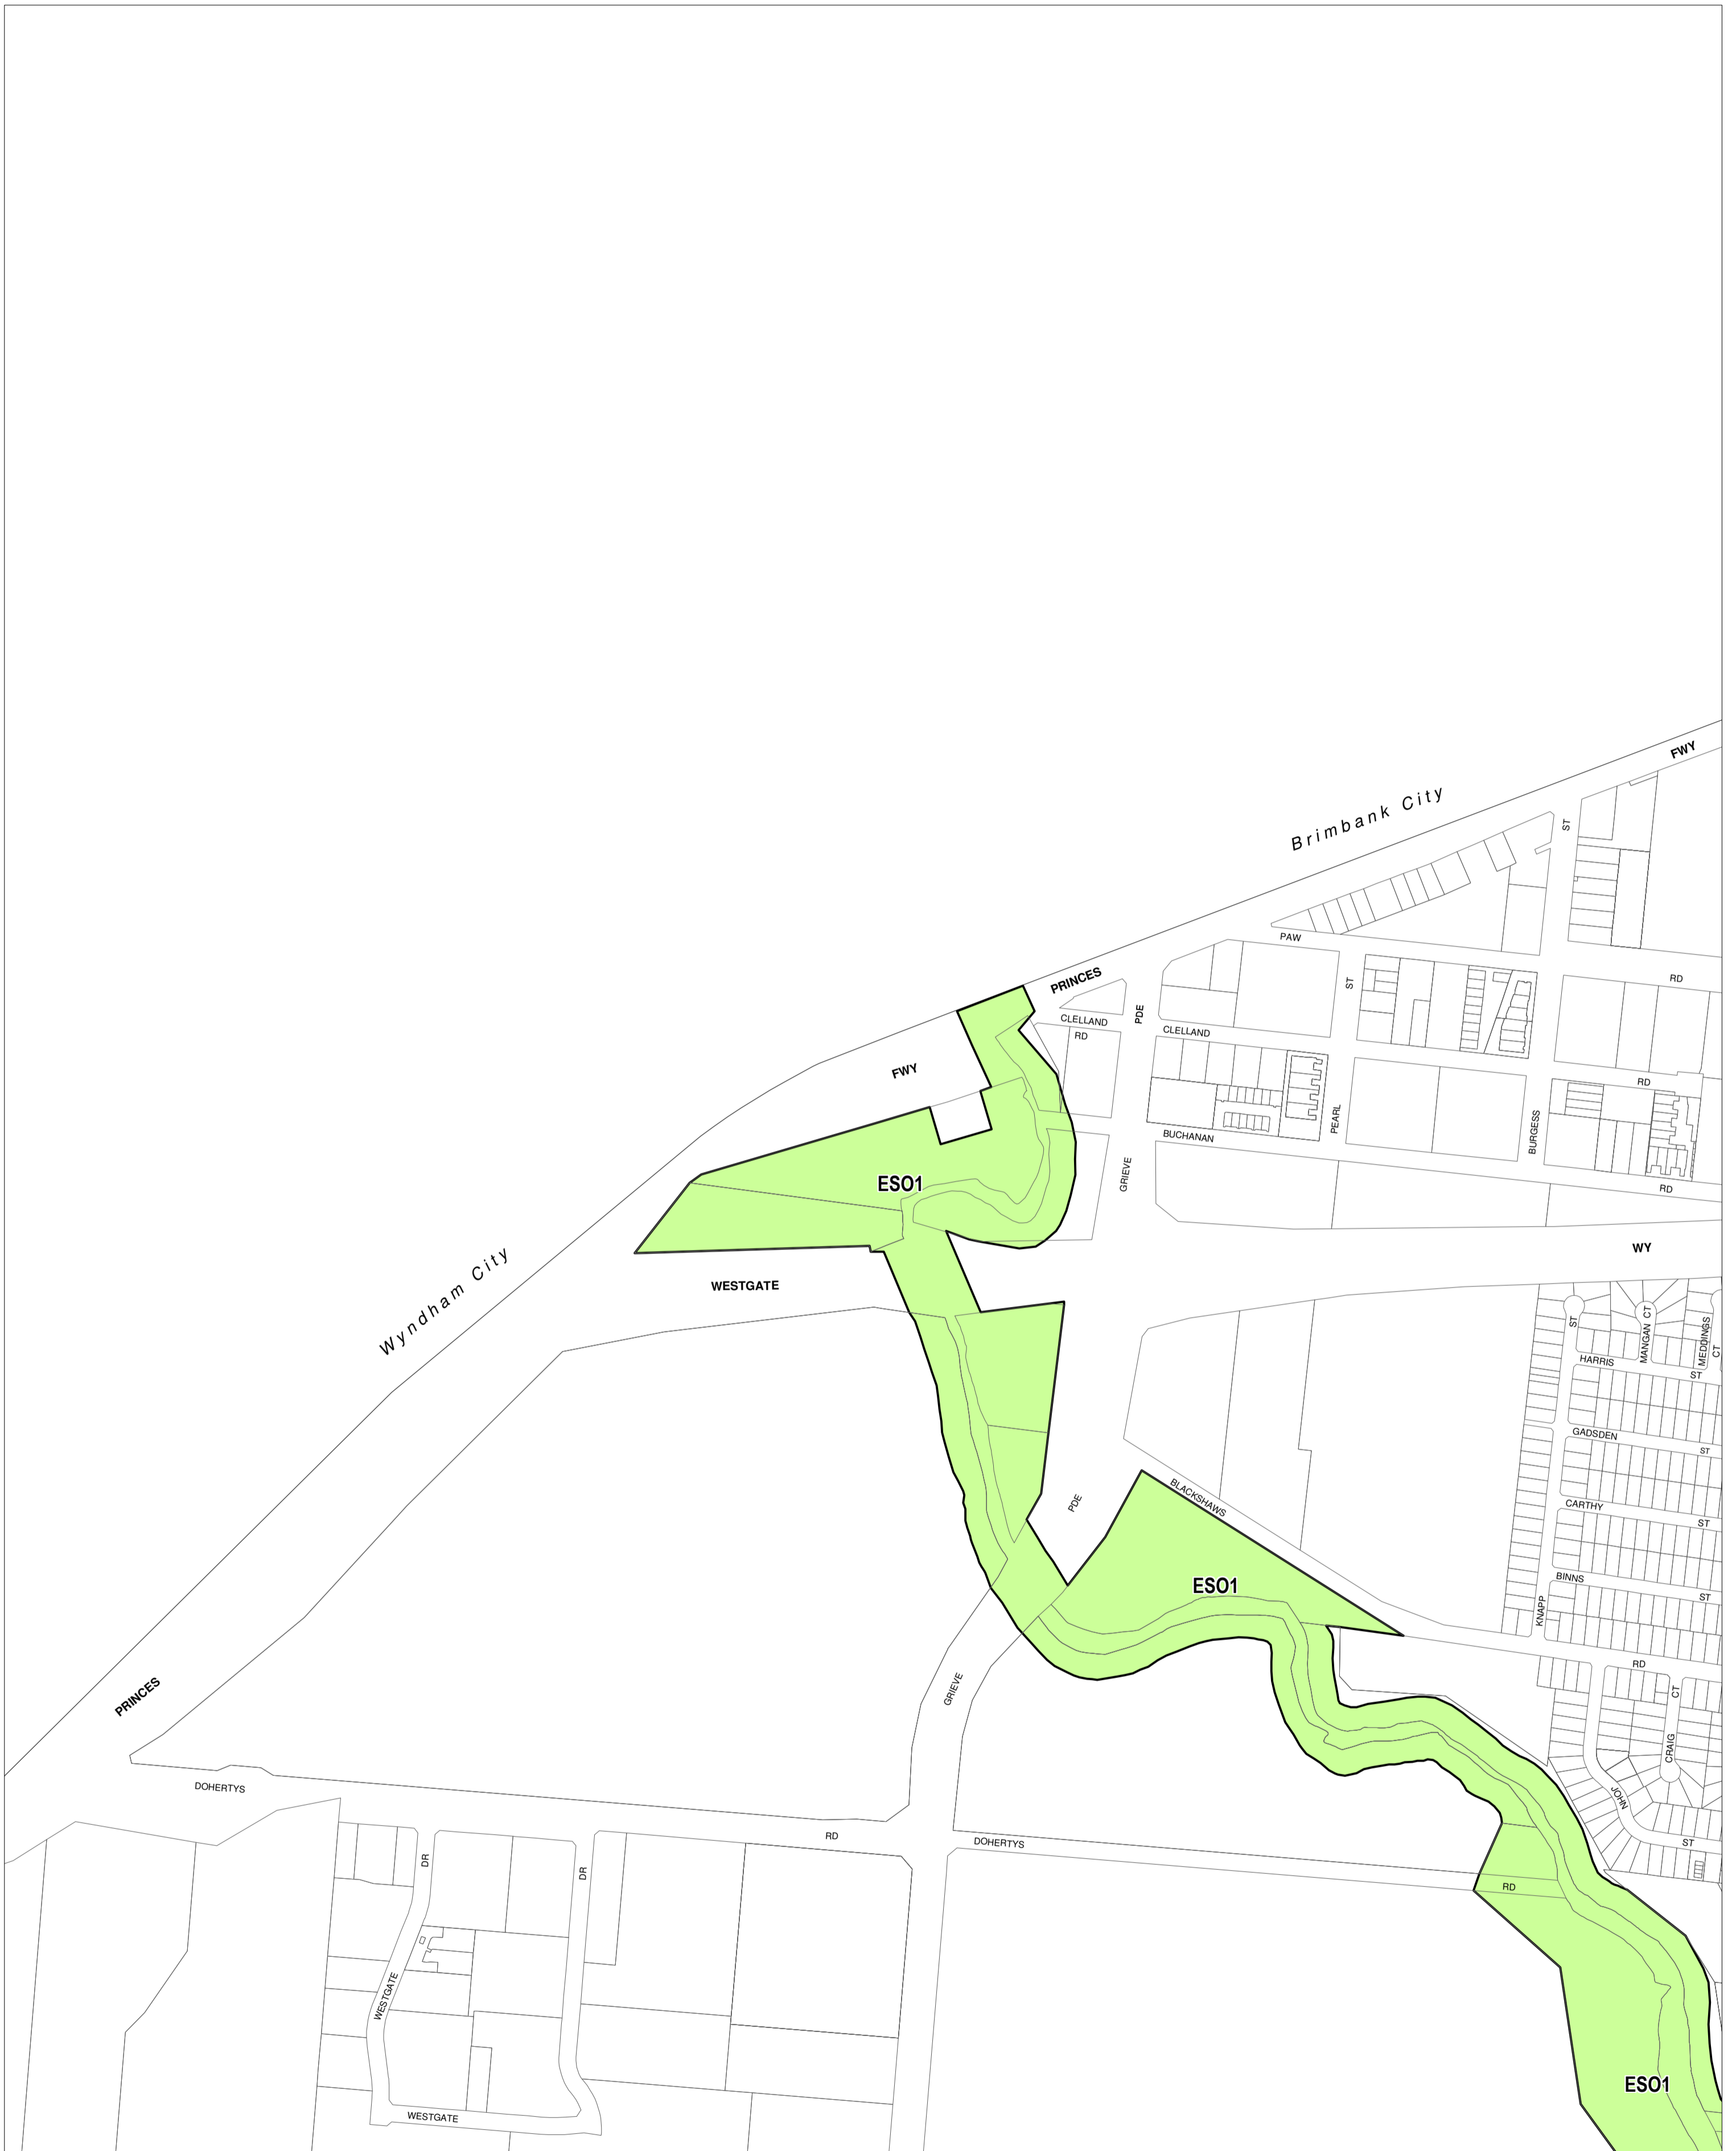 FWY
Brimbank City
ST
PAW
RD
PRINCES
ST
PDE
CLELLAND
RD
CLELLAND
FWY
RD
PEARL
BURGESS
BUCHANAN
GRIEVE
ESO1
RD
Wyndham City
WY
WESTGATE
ST
MANGAN CT
MEDDINGS
CT
HARRIS
ST
GADSDEN
ST
BLACKSHAWS
PDE
CARTHY
ST
BINNS
ESO1
ST
KNAPP
RD
PRINCES
GRIEVE
CT
CRAIG
JOHN
DOHERTYS
RD
DOHERTYS
ST
DR
DR
RD
WESTGATE
ESO1
WESTGATE